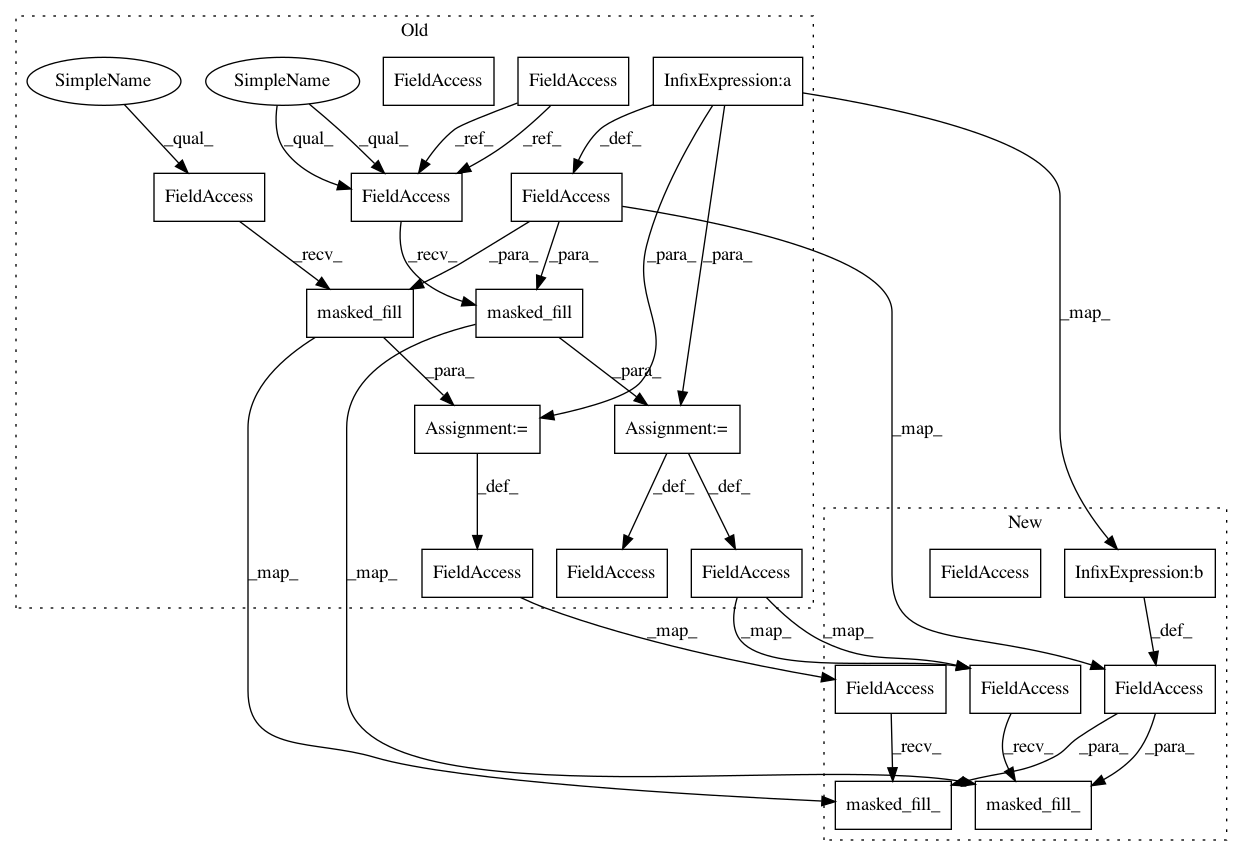 Old
SimpleName
SimpleName
FieldAccess
FieldAccess
InfixExpression:a
_qual_
_qual_
_qual_
_ref_
_ref_
_def_
FieldAccess
FieldAccess
FieldAccess
_recv_
_recv_
_para_
_para_
_para_
_para_
_map_
masked_fill
masked_fill
_para_
_para_
Assignment:=
Assignment:=
_map_
_def_
_def_
_def_
New
FieldAccess
FieldAccess
FieldAccess
FieldAccess
InfixExpression:b
_map_
_map_
_map_
_map_
_map_
_def_
FieldAccess
FieldAccess
FieldAccess
_recv_
_recv_
_para_
_para_
masked_fill_
masked_fill_